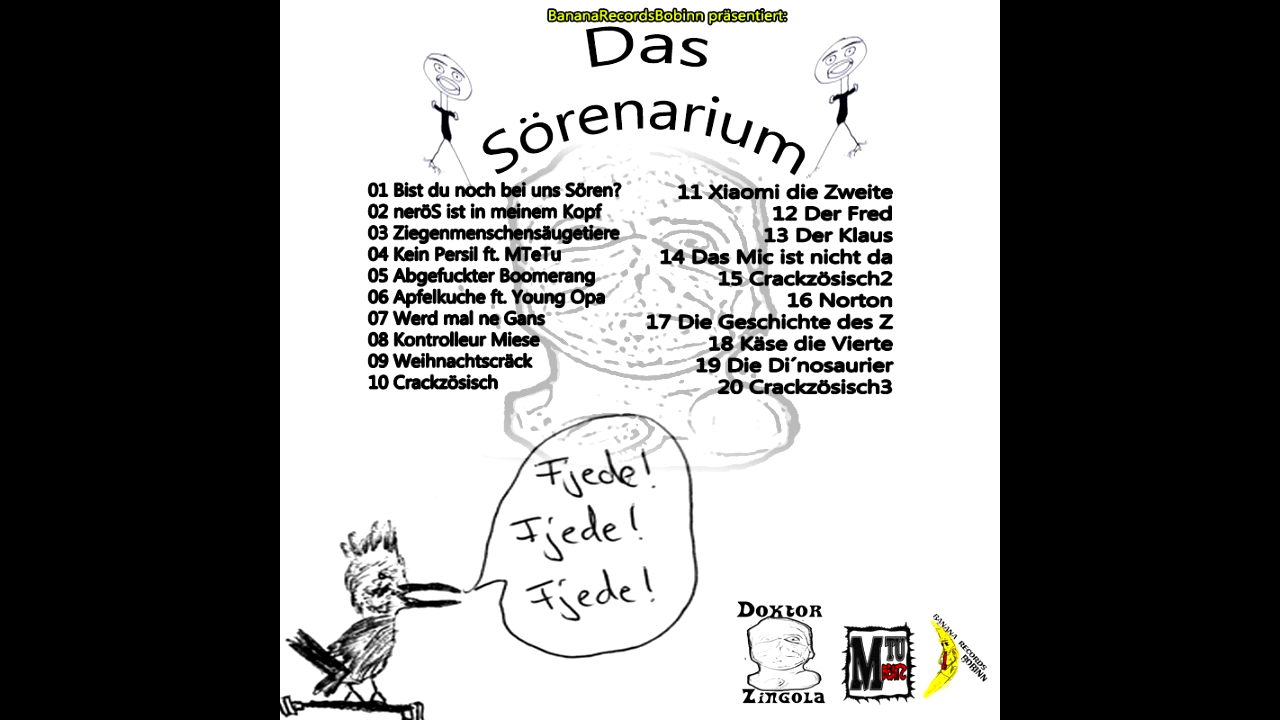 BananaRecordsBobinn präsentiert:
Das
Sörenarium
01 Bist du noch bei uns Sören?
02 neröS ist in meinem Kopf
03 Ziegenmenschensäugetiere
04 Kein Persil ft. MTeTu
05 Abgefuckter Boomerang
06 Apfelkuche ft. Young Opa
07 Werd mal ne Gans
08 Kontrolleur Miese
09 Weihnachtscräck
10 Crackzösisch
11 Xiaomi die Zweite
12 Der Fred
13 Der Klaus
14 Das Mic ist nicht da
15 Crackzösisch2
16 Norton
17 Die Geschichte des Z
18 Käse die Vierte
19 Die Di´nosaurier
20 Crackzösisch3
Fjede!
Fjede!
Fjede!
Doktor
Zingola
M TU
BANANA RECORDS
BOBINN